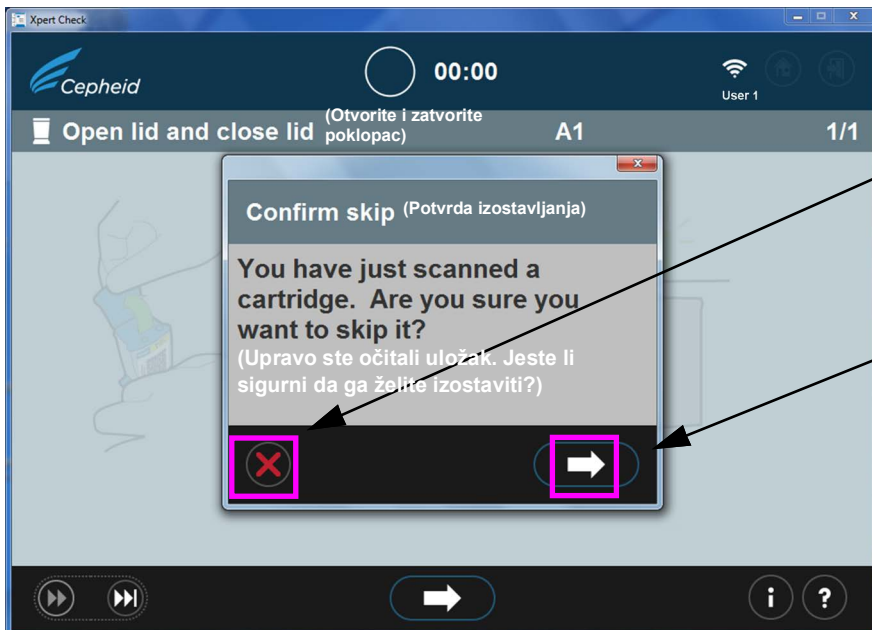 Xpert Check
Cepheid
00:00
User 1
Open lid and close lid (Otvorite i zatvorite
poklopac)
A1
1/1
Confirm skip (Potvrda izostavljanja)
You have just scanned a
cartridge. Are you sure you
want to skip it?
(Upravo ste očitali uložak. Jeste li
sigurni da ga želite izostaviti?)
i
?